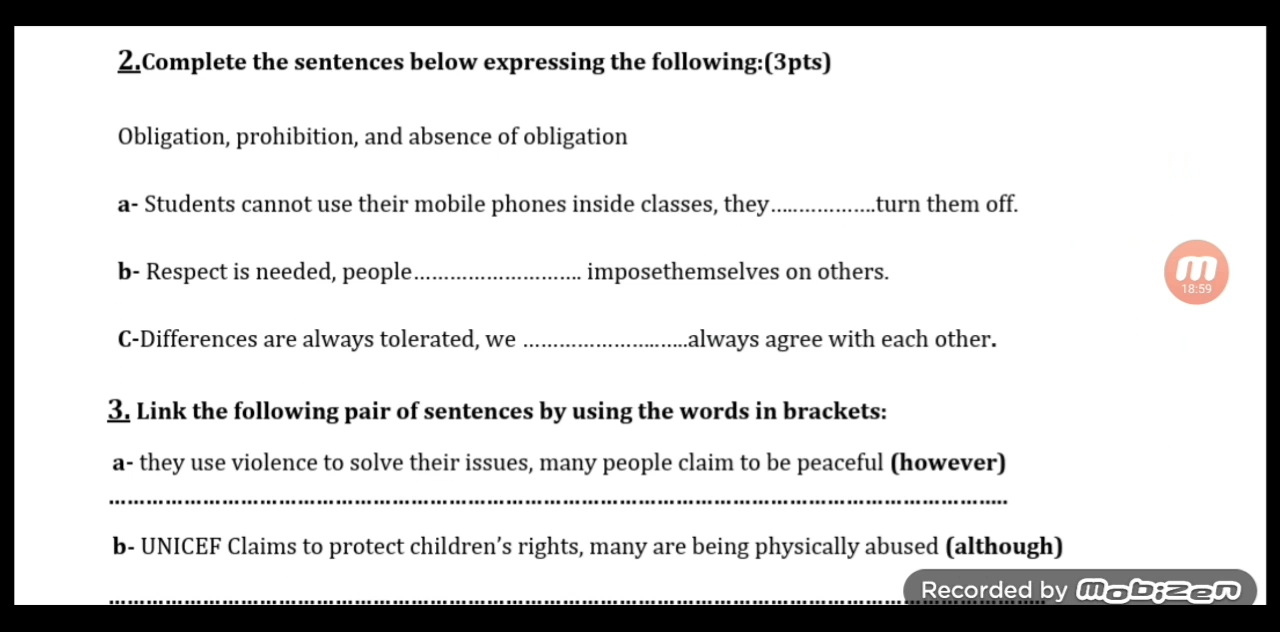 2.Complete the sentences below expressing the following:(3pts)
Obligation, prohibition, and absence of obligation
a- Students cannot use their mobile phones inside classes, they..................turn them off.
b- Respect is needed, people............................ imposethemselves on others.
C-Differences are always tolerated, we ............................always agree with each other.
3. Link the following pair of sentences by using the words in brackets:
a- they use violence to solve their issues, many people claim to be peaceful (however)
................................................................................................
b- UNICEF Claims to protect children's rights, many are being physically abused (although)
................................................................................................
m
18:59
Recorded by mobizen